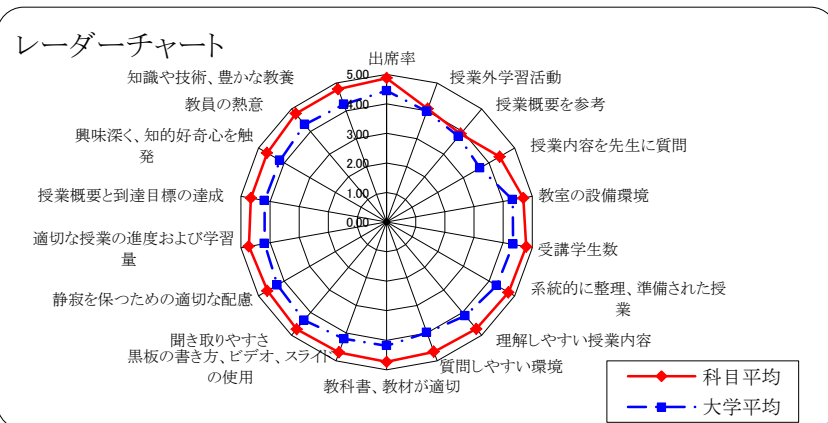 レーダーチャート
出席率
授業外学習活動
授業概要を参考
授業内容を先生に質問
教室の設備環境
受講学生数
系統的に整理、準備された授
業
理解しやすい授業内容
質問しやすい環境
教科書、教材が適切
黒板の書き方、ビデオ、スライド
の使用
聞き取りやすさ
静寂を保つための適切な配慮
適切な授業の進度および学習
量
授業概要と到達目標の達成
興味深く、知的好奇心を触
発
教員の熱意
知識や技術、豊かな教養
5.00
4.00
3.00
2.00
1.00
0.00
科目平均
大学平均